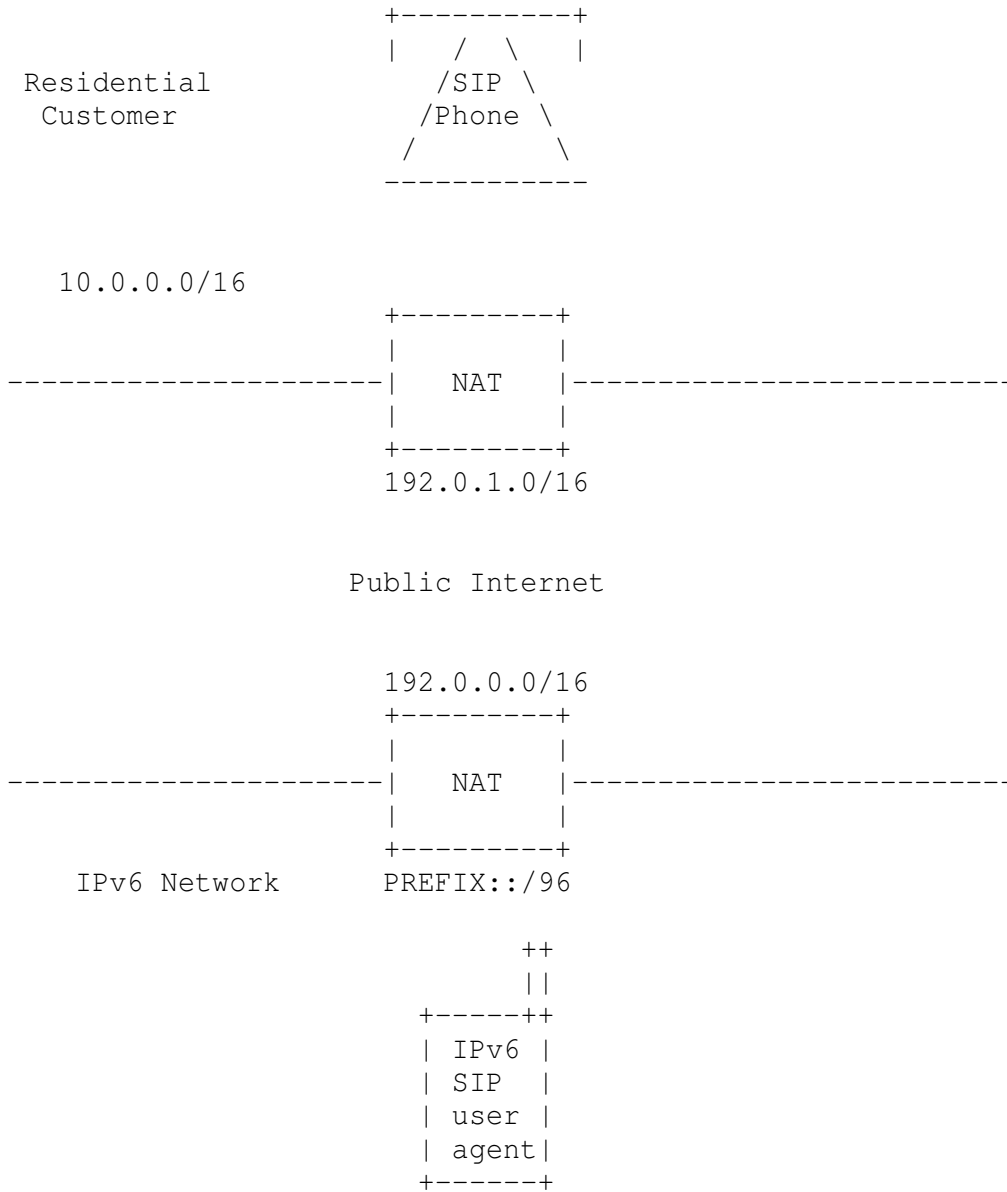 Residential /SIP \
Customer /Phone \
10.0.0.0/16
NAT
192.0.1.0/16
Public Internet
192.0.0.0/16
NAT
IPv6 Network PREFIX::/96
IPv6
SIP
user
agent